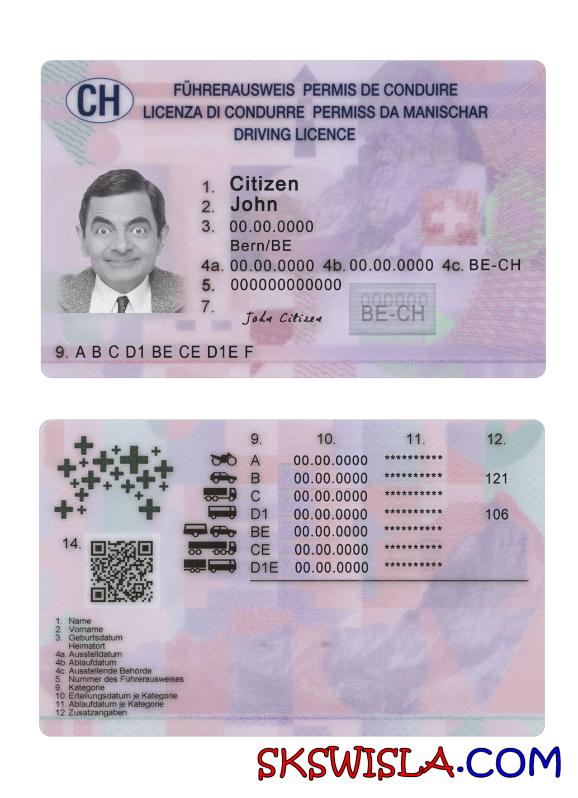 CH
FÜHRERAUSWEIS PERMIS DE CONDUIRE
LICENZA DI CONDURRE PERMISS DA MANISCHAR
DRIVING LICENCE
1. Citizen
2. John
3. 00.00.0000
Bern/BE
4a. 00.00.0000 4b. 00.00.0000 4c. BE-CH
5. 000000000000
7. John Citizen
000000
BE-CH
9. A B C D1 BE CE D1E F
9. 10. 11. 12.
A 00.00.0000 **********
B 00.00.0000 ********** 121
C 00.00.0000 **********
D1 00.00.0000 ********** 106
BE 00.00.0000 **********
CE 00.00.0000 **********
D1E 00.00.0000 **********
14.
1. Name
2. Vorname
3. Geburtsdatum
Heimatort
4a Ausstelldatum
4b Ablaufdatum
4c Ausstellende Behörde
5 Nummer des Führerausweises
9. Kategorie
10. Erteilungsdatum je Kategorie
11. Ablaufdatum je Kategorie
12 Zusatzangaben
SKSWISLA.COM